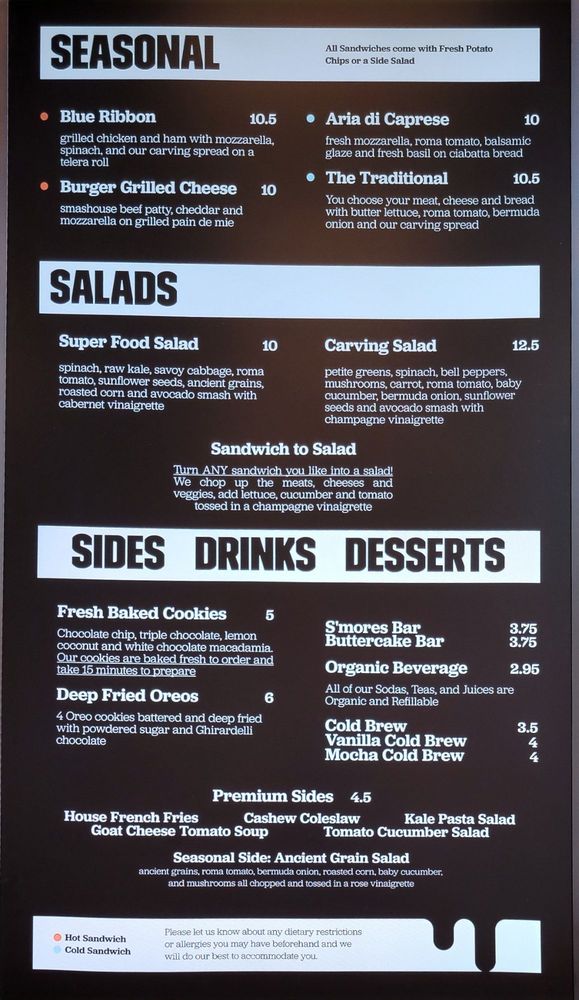 SEASONAL
All Sandwiches come with Fresh Potato
Chips or a Side Salad
Blue Ribbon 10.5
grilled chicken and ham with mozzarella,
spinach, and our carving spread on a
telera roll
Burger Grilled Cheese 10
smashouse beef patty, cheddar and
mozzarella on grilled pain de mie
Aria di Caprese 10
fresh mozzarella, roma tomato, balsamic
glaze and fresh basil on ciabatta bread
The Traditional 10.5
You choose your meat, cheese and bread
with butter lettuce, roma tomato, bermuda
onion and our carving spread
SALADS
Super Food Salad 10
spinach, raw kale, savoy cabbage, roma
tomato, sunflower seeds, ancient grains,
roasted corn and avocado smash with
cabernet vinaigrette
Carving Salad 12.5
petite greens, spinach, bell peppers,
mushrooms, carrot, roma tomato, baby
cucumber, bermuda onion, sunflower
seeds and avocado smash with
champagne vinaigrette
Sandwich to Salad
Turn ANY sandwich you like into a salad!
We chop up the meats, cheeses and
veggies, add lettuce, cucumber and tomato
tossed in a champagne vinaigrette
SIDES DRINKS DESSERTS
Fresh Baked Cookies 5
Chocolate chip, triple chocolate, lemon
coconut and white chocolate macadamia.
Our cookies are baked fresh to order and
take 15 minutes to prepare
Deep Fried Oreos 6
4 Oreo cookies battered and deep fried
with powdered sugar and Ghirardelli
chocolate
S'mores Bar 3.75
Buttercake Bar 3.75
Organic Beverage 2.95
All of our Sodas, Teas, and Juices are
Organic and Refillable
Cold Brew 3.5
Vanilla Cold Brew 4
Mocha Cold Brew 4
Premium Sides 4.5
House French Fries Cashew Coleslaw Kale Pasta Salad
Goat Cheese Tomato Soup Tomato Cucumber Salad
Seasonal Side: Ancient Grain Salad
ancient grains, roma tomato, bermuda onion, roasted corn, baby cucumber,
and mushrooms all chopped and tossed in a rose vinaigrette
Hot Sandwich
Cold Sandwich
Please let us know about any dietary restrictions
or allergies you may have beforehand and we
will do our best to accommodate you.